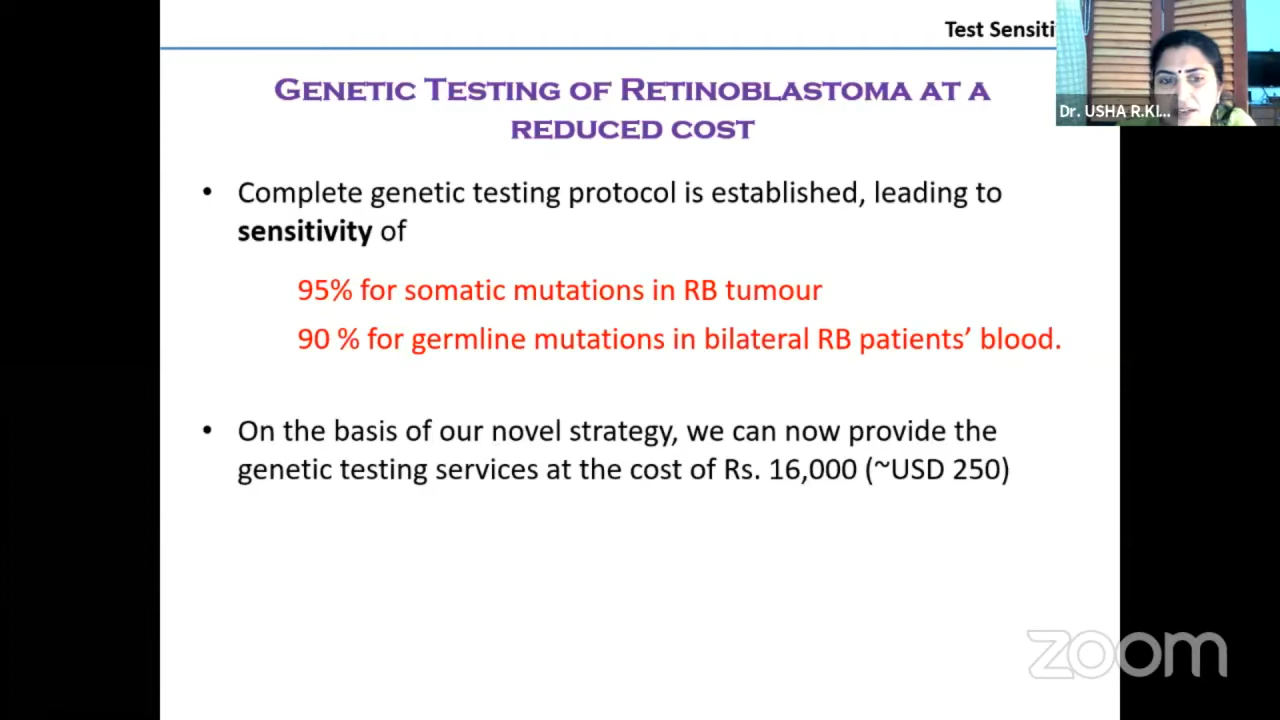 Test Sensiti
GENETIC TESTING OF RETINOBLASTOMA AT A
REDUCED COST
Dr. USHA R.KI...
• Complete genetic testing protocol is established, leading to
sensitivity of
95% for somatic mutations in RB tumour
90 % for germline mutations in bilateral RB patients’ blood.
• On the basis of our novel strategy, we can now provide the
genetic testing services at the cost of Rs. 16,000 (~USD 250)
zoom